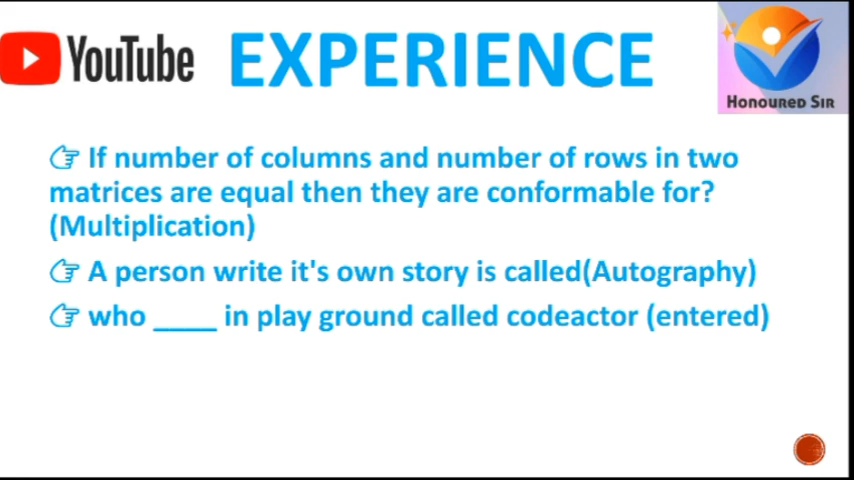 YouTube EXPERIENCE
Honoured Sir
☞ If number of columns and number of rows in two
matrices are equal then they are conformable for?
(Multiplication)
☞ A person write it's own story is called(Autography)
☞ who ____ in play ground called codeactor (entered)